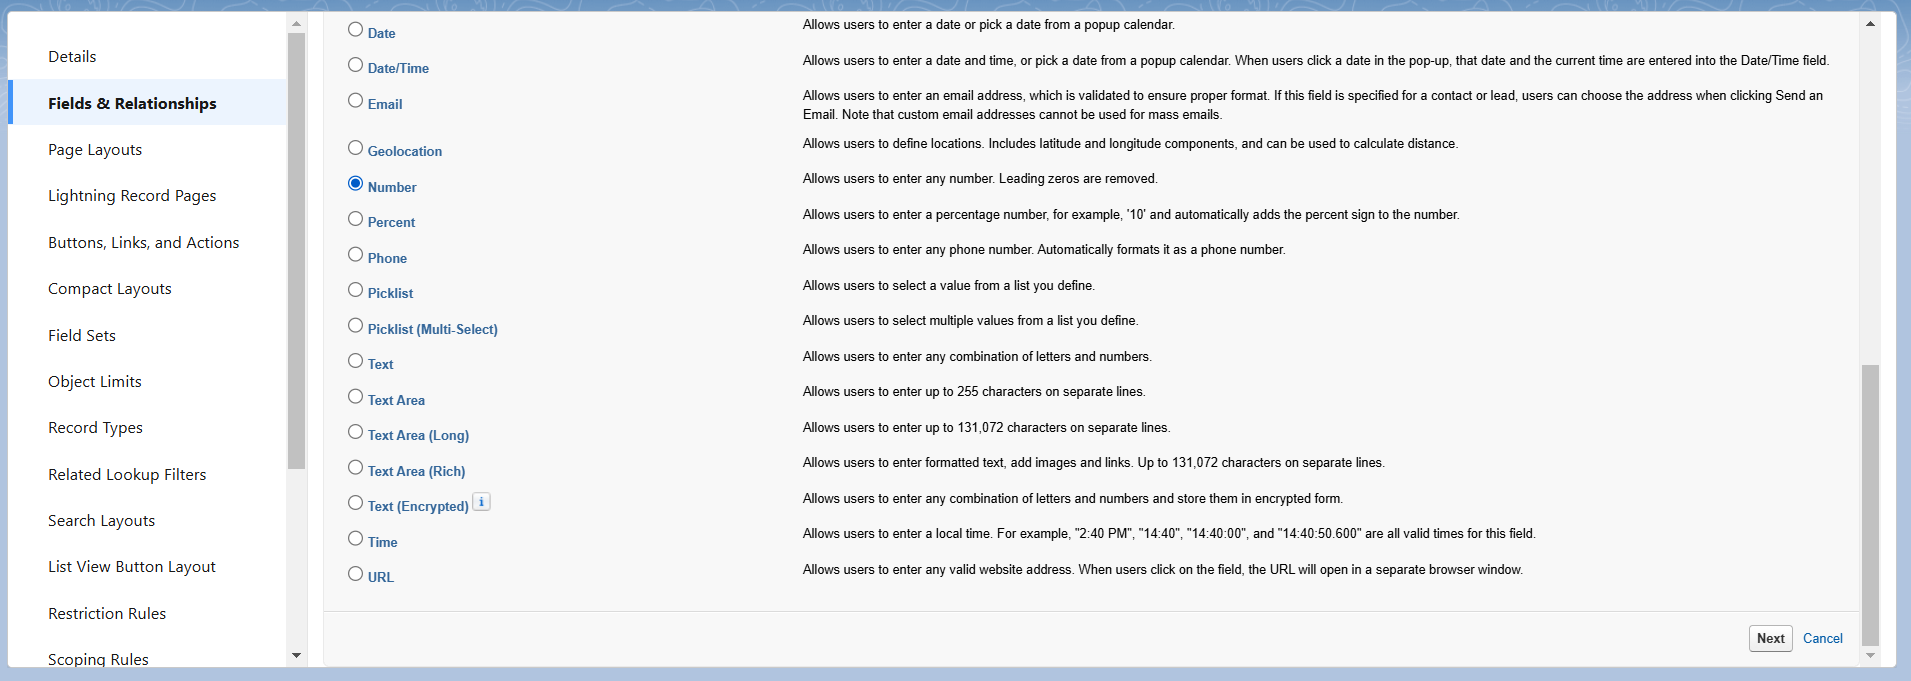 Details
Fields & Relationships
Page Layouts
Lightning Record Pages
Buttons, Links, and Actions
Compact Layouts
Field Sets
Object Limits
Record Types
Related Lookup Filters
Search Layouts
List View Button Layout
Restriction Rules
Scoping Rules
Date
Allows users to enter a date or pick a date from a popup calendar.
Date/Time
Allows users to enter a date and time, or pick a date from a popup calendar. When users click a date in the pop-up, that date and the current time are entered into the Date/Time field.
Email
Allows users to enter an email address, which is validated to ensure proper format. If this field is specified for a contact or lead, users can choose the address when clicking Send an
Email. Note that custom email addresses cannot be used for mass emails.
Geolocation
Allows users to define locations. Includes latitude and longitude components, and can be used to calculate distance.
Number
Allows users to enter any number. Leading zeros are removed.
Percent
Allows users to enter a percentage number, for example, '10' and automatically adds the percent sign to the number.
Phone
Allows users to enter any phone number. Automatically formats it as a phone number.
Picklist
Allows users to select a value from a list you define.
Picklist (Multi-Select)
Allows users to select multiple values from a list you define.
Text
Allows users to enter any combination of letters and numbers.
Text Area
Allows users to enter up to 255 characters on separate lines.
Text Area (Long)
Allows users to enter up to 131,072 characters on separate lines.
Text Area (Rich)
Allows users to enter formatted text, add images and links. Up to 131,072 characters on separate lines.
Text (Encrypted) i
Allows users to enter any combination of letters and numbers and store them in encrypted form.
Time
Allows users to enter a local time. For example, "2:40 PM", "14:40", "14:40:00", and "14:40:50.600" are all valid times for this field.
URL
Allows users to enter any valid website address. When users click on the field, the URL will open in a separate browser window.
Next Cancel